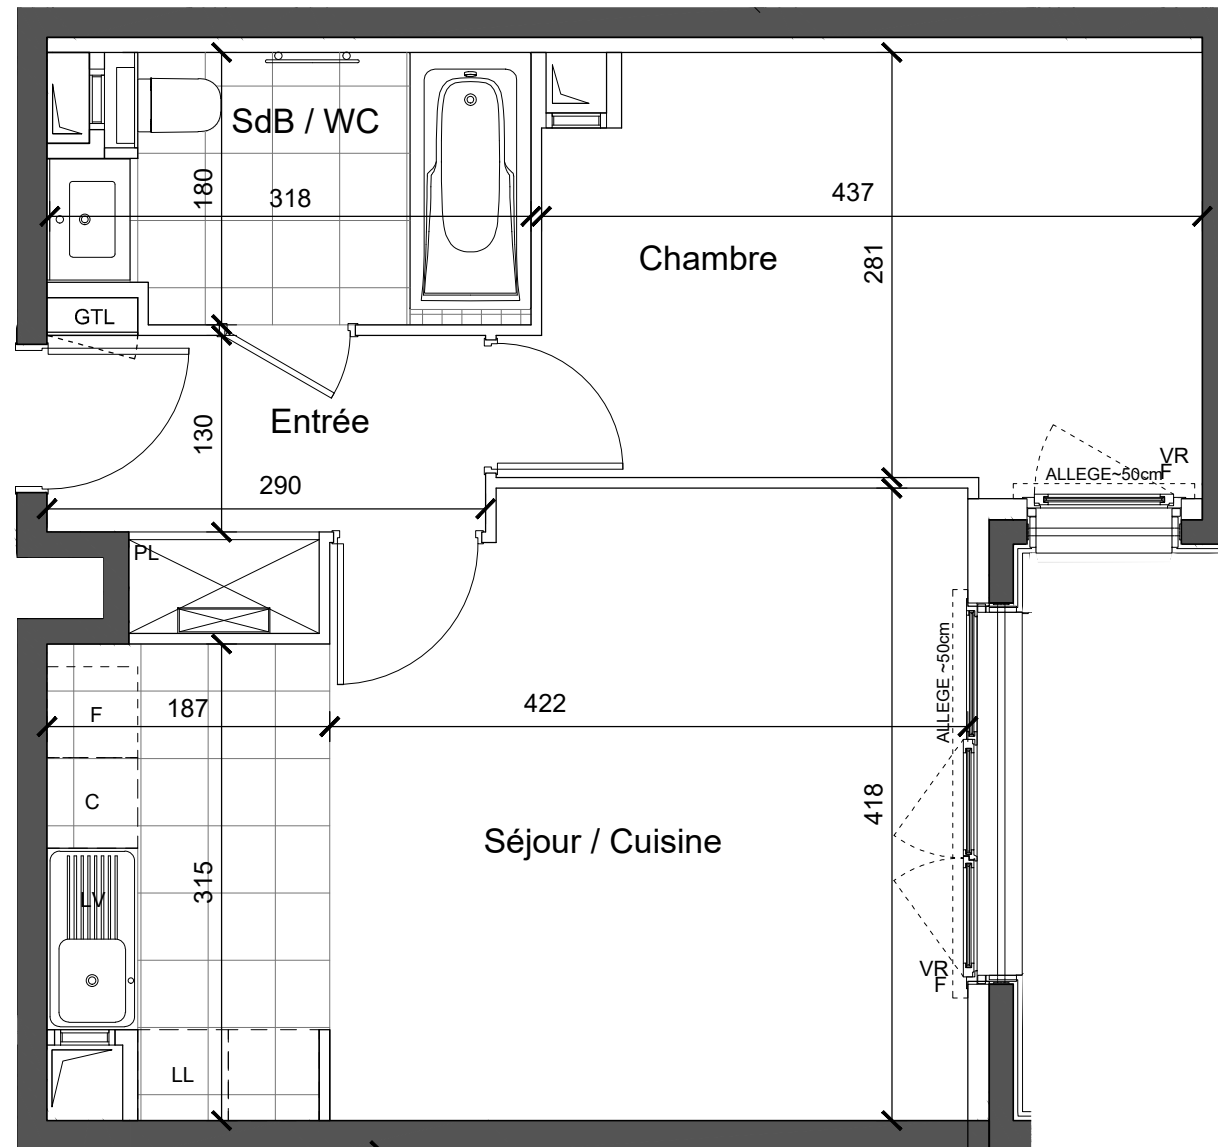 SdB / WC
180
318
437
Chambre
281
GTL
130
Entrée
290
VR
F
ALLEGE~50cm
PL
ALLEGE ~50cm
F
187
422
C
418
Séjour / Cuisine
LV
315
VR
F
LL